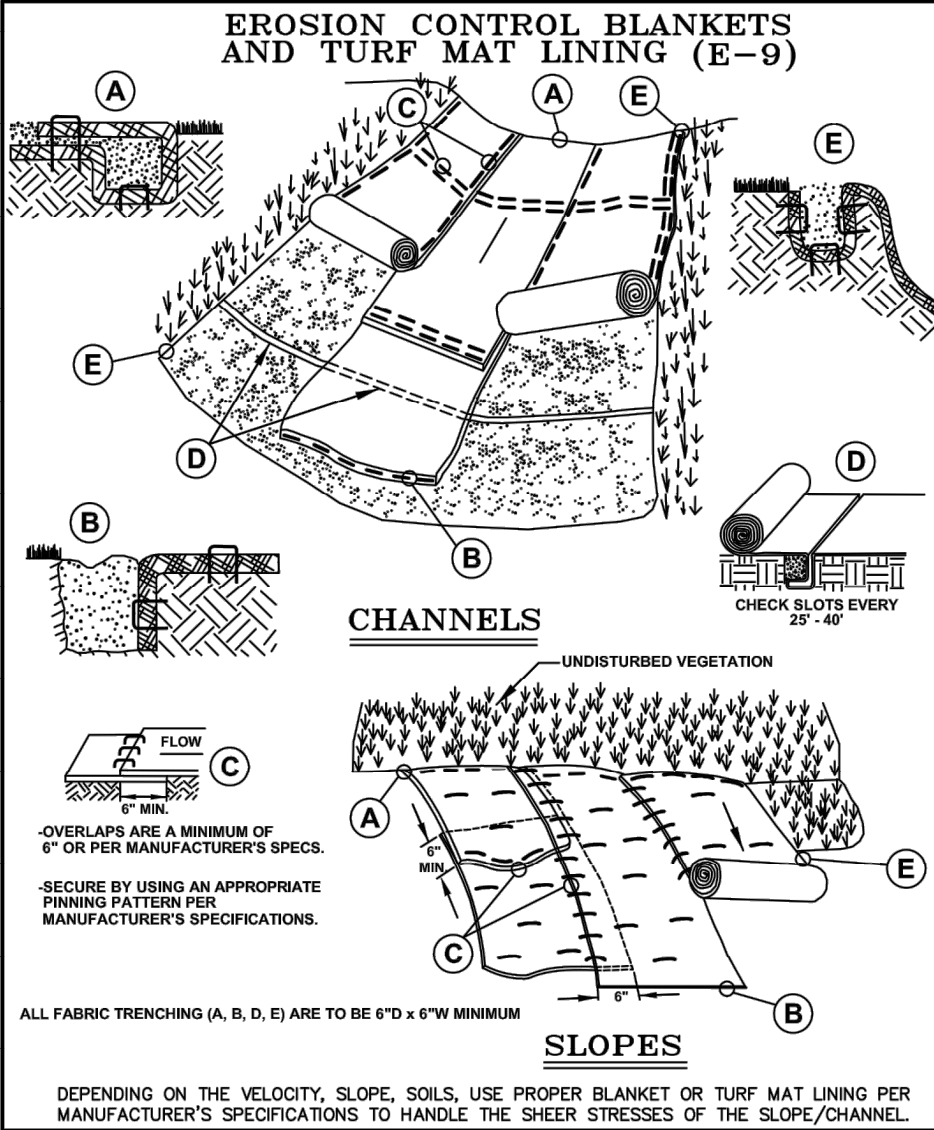 EROSION CONTROL BLANKETS
AND TURF MAT LINING (E-9)
A
C
A
E
E
E
D
B
B
D
CHECK SLOTS EVERY
25' - 40'
CHANNELS
UNDISTURBED VEGETATION
FLOW
C
6" MIN.
-OVERLAPS ARE A MINIMUM OF
6" OR PER MANUFACTURER'S SPECS.
-SECURE BY USING AN APPROPRIATE
PINNING PATTERN PER
MANUFACTURER'S SPECIFICATIONS.
A
6"
MIN.
E
C
6"
B
ALL FABRIC TRENCHING (A, B, D, E) ARE TO BE 6"D x 6"W MINIMUM
SLOPES
DEPENDING ON THE VELOCITY, SLOPE, SOILS, USE PROPER BLANKET OR TURF MAT LINING PER
MANUFACTURER'S SPECIFICATIONS TO HANDLE THE SHEER STRESSES OF THE SLOPE/CHANNEL.